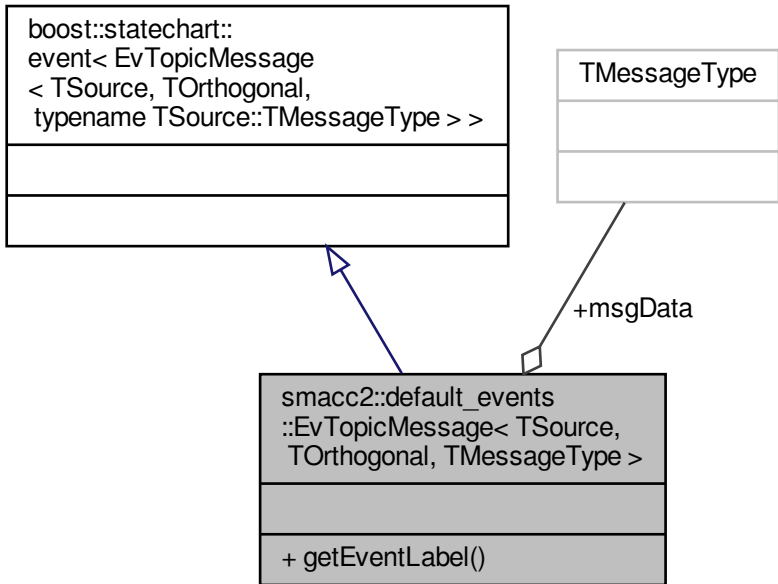 boost::statechart::
event< EvTopicMessage
< TSource, TOrthogonal,
typename TSource::TMessageType > >
TMessageType
+msgData
smacc2::default_events
::EvTopicMessage< TSource,
TOrthogonal, TMessageType >
+ getEventLabel()